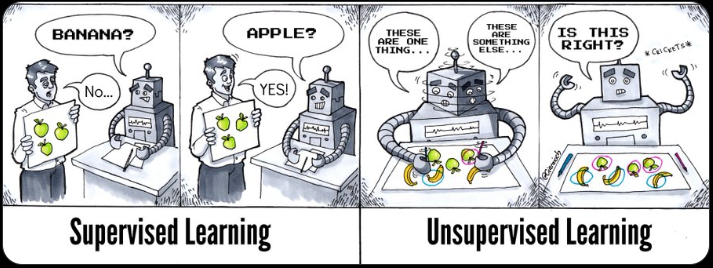 BANANA?
No...
APPLE?
YES!
THESE
ARE ONE
THING...
THESE
ARE
SOMETHING
ELSE...
IS THIS
RIGHT?
*CRICKETS*
Supervised Learning
Unsupervised Learning